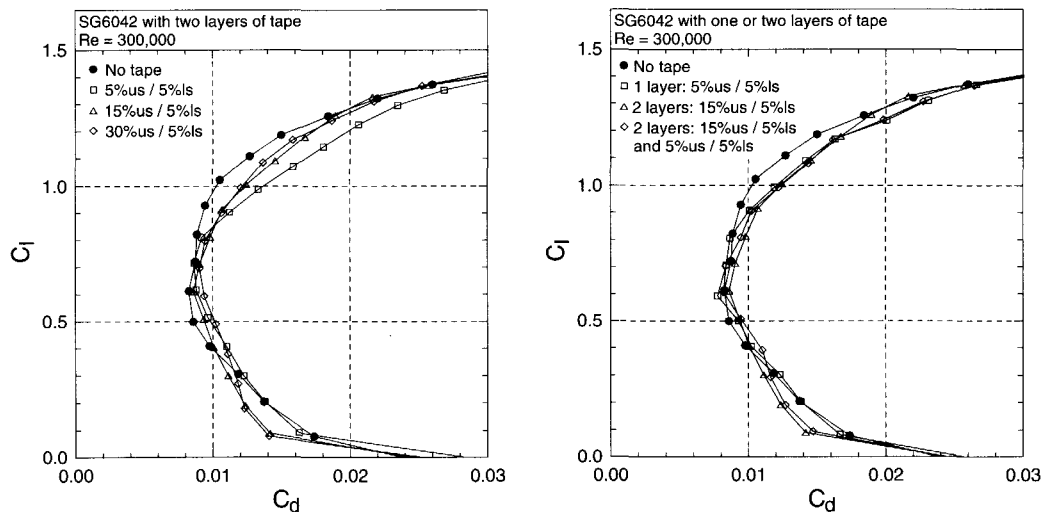 SG6042 with two layers of tape
Re = 300,000
No tape
5%us / 5%ls
15%us / 5%ls
30%us / 5%ls
1.5
1.0
0.5
0.0
Cl
0.00
0.01
0.02
0.03
Cd
SG6042 with one or two layers of tape
Re = 300,000
No tape
1 layer: 5%us / 5%ls
2 layers: 15%us / 5%ls
2 layers: 15%us / 5%ls
and 5%us / 5%ls
1.5
1.0
0.5
0.0
Cl
0.00
0.01
0.02
0.03
Cd